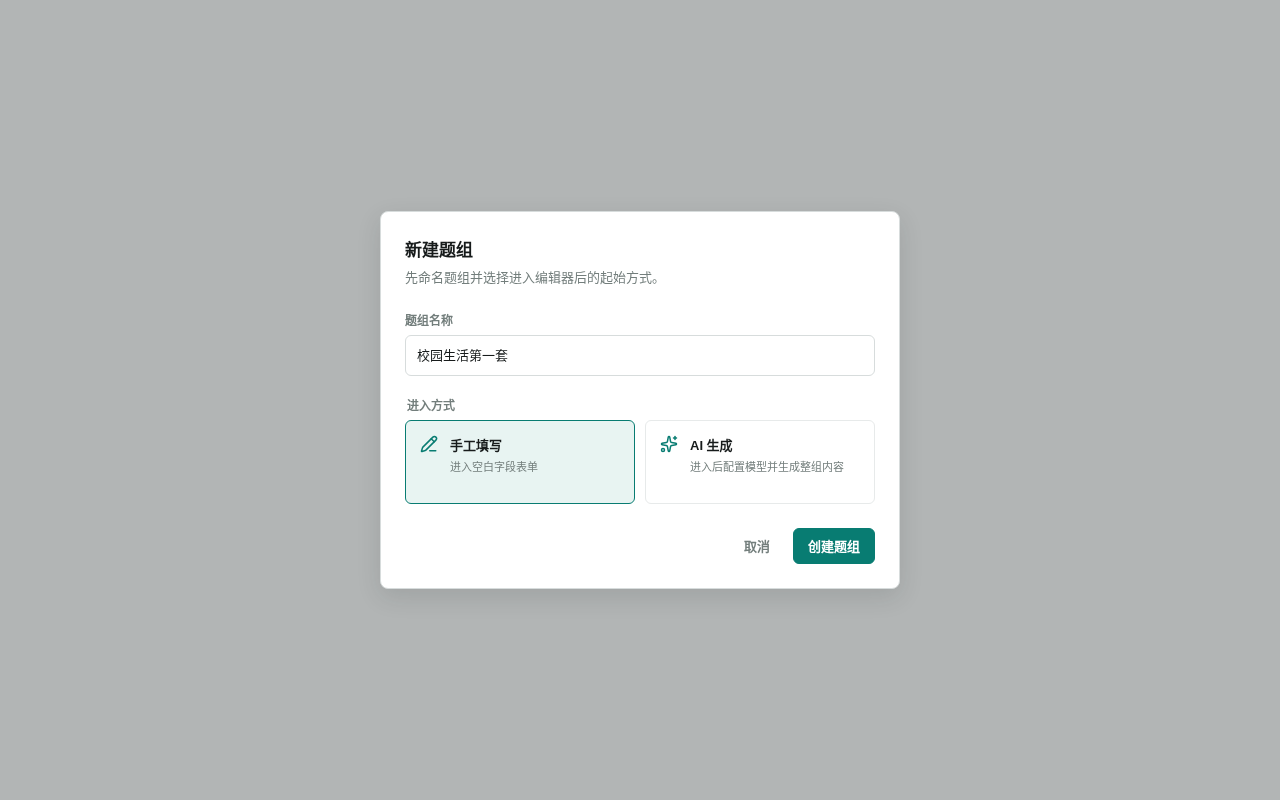 新建题组
先命名题组并选择进入编辑器后的起始方式。
题组名称
校园生活第一套
进入方式
手工填写
进入空白字段表单
AI 生成
进入后配置模型并生成整组内容
取消
创建题组